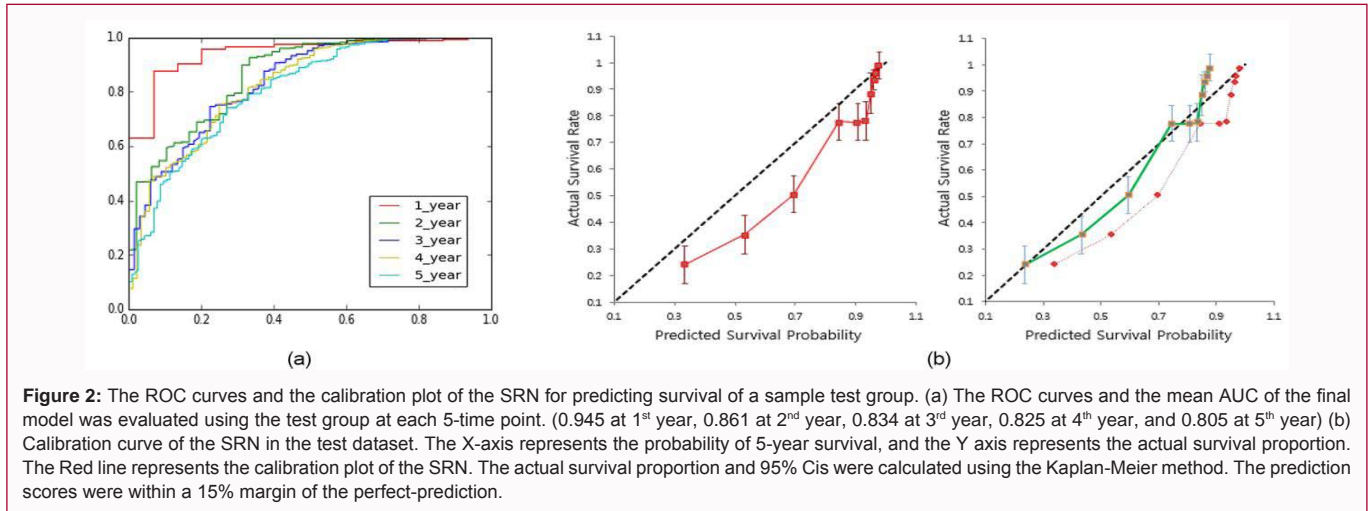 1.0
0.8
0.6
0.4
0.2
0.0
0.0 0.2 0.4 0.6 0.8 1.0
1_year
2_year
3_year
4_year
5_year
(a)
Actual Survival Rate
1.1
1
0.9
0.8
0.7
0.6
0.5
0.4
0.3
0.2
0.1
0.1 0.3 0.5 0.7 0.9 1.1
Predicted Survival Probability
Actual Survival Rate
1.1
1
0.9
0.8
0.7
0.6
0.5
0.4
0.3
0.2
0.1
0.1 0.3 0.5 0.7 0.9 1.1
Predicted Survival Probability
(b)
Figure 2: The ROC curves and the calibration plot of the SRN for predicting survival of a sample test group. (a) The ROC curves and the mean AUC of the final
model was evaluated using the test group at each 5-time point. (0.945 at 1st year, 0.861 at 2nd year, 0.834 at 3rd year, 0.825 at 4th year, and 0.805 at 5th year) (b)
Calibration curve of the SRN in the test dataset. The X-axis represents the probability of 5-year survival, and the Y axis represents the actual survival proportion.
The Red line represents the calibration plot of the SRN. The actual survival proportion and 95% Cis were calculated using the Kaplan-Meier method. The prediction
scores were within a 15% margin of the perfect-prediction.